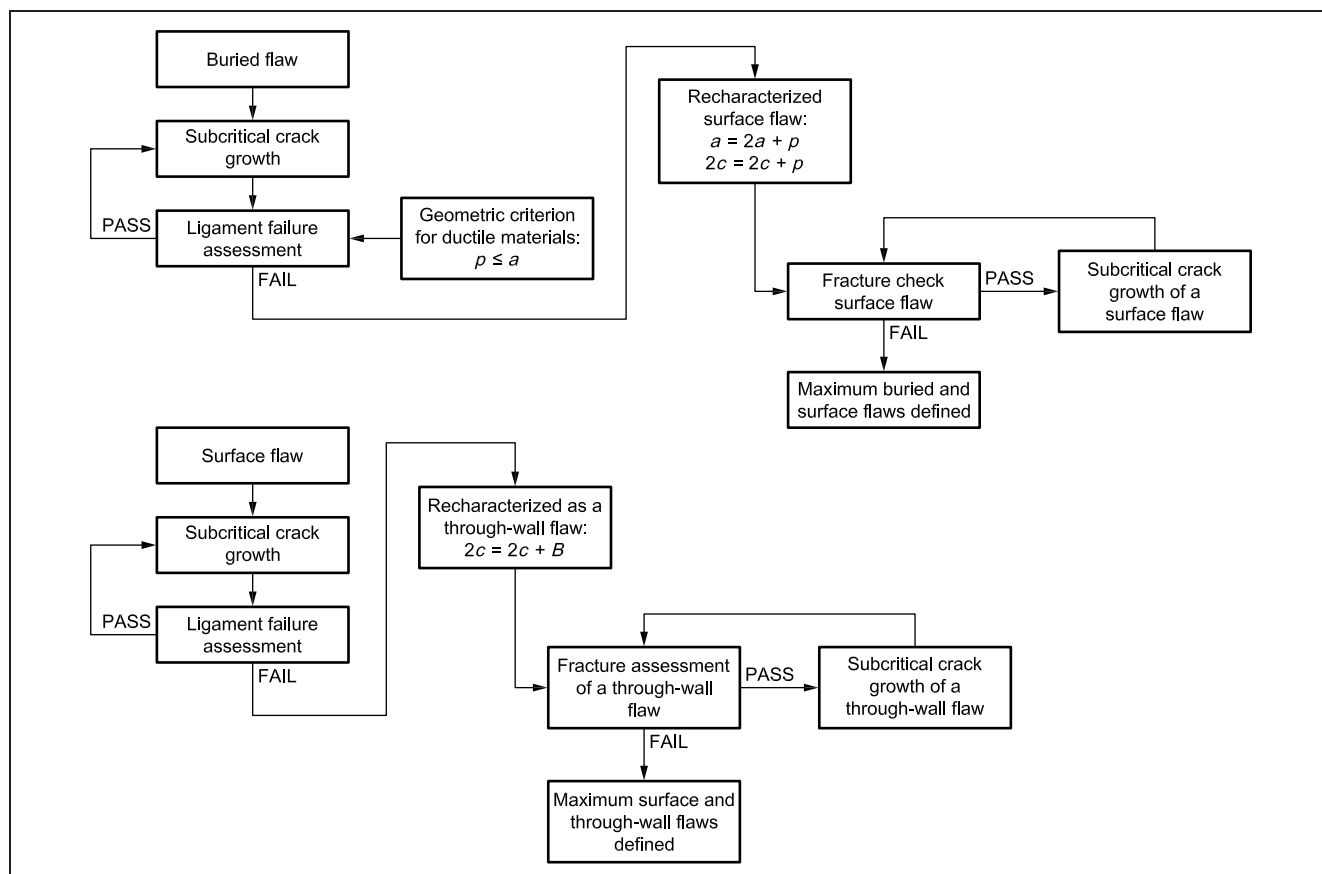 Buried flaw
Subcritical crack
growth
PASS
Ligament failure
assessment
FAIL
Geometric criterion
for ductile materials:
p ≤ a
Recharacterized
surface flaw:
a = 2a + p
2c = 2c + p
Fracture check
surface flaw
PASS
Subcritical crack
growth of a
surface flaw
FAIL
Maximum buried and
surface flaws defined
Surface flaw
Subcritical crack
growth
PASS
Ligament failure
assessment
FAIL
Recharacterized as a
through-wall flaw:
2c = 2c + B
Fracture assessment
of a through-wall
flaw
PASS
Subcritical crack
growth of a
through-wall flaw
FAIL
Maximum surface and
through-wall flaws
defined